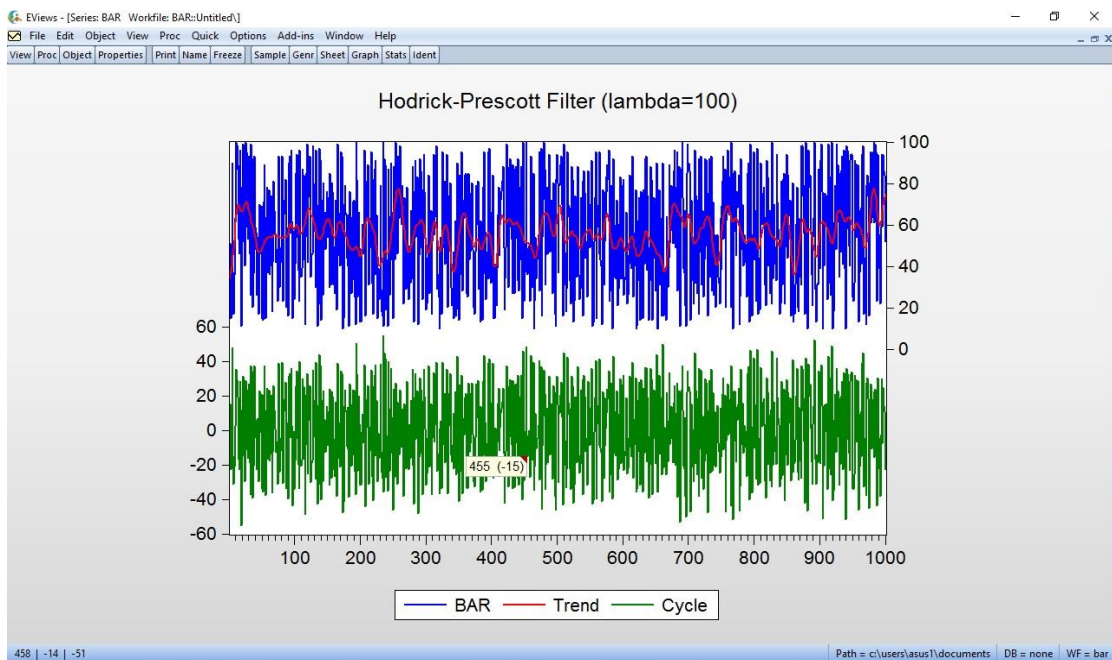 EViews - [Series: BAR Workfile: BAR::Untitled\]
File Edit Object View Proc Quick Options Add-ins Window Help
View Proc Object Properties Print Name Freeze Sample Genr Sheet Graph Stats Ident
Hodrick-Prescott Filter (lambda=100)
100
80
60
40
20
0
60
40
20
0
-20
-40
-60
455 (-15)
100 200 300 400 500 600 700 800 900 1000
BAR Trend Cycle
458 | -14 | -51 Path = c:\users\asus1\documents DB = none WF = bar